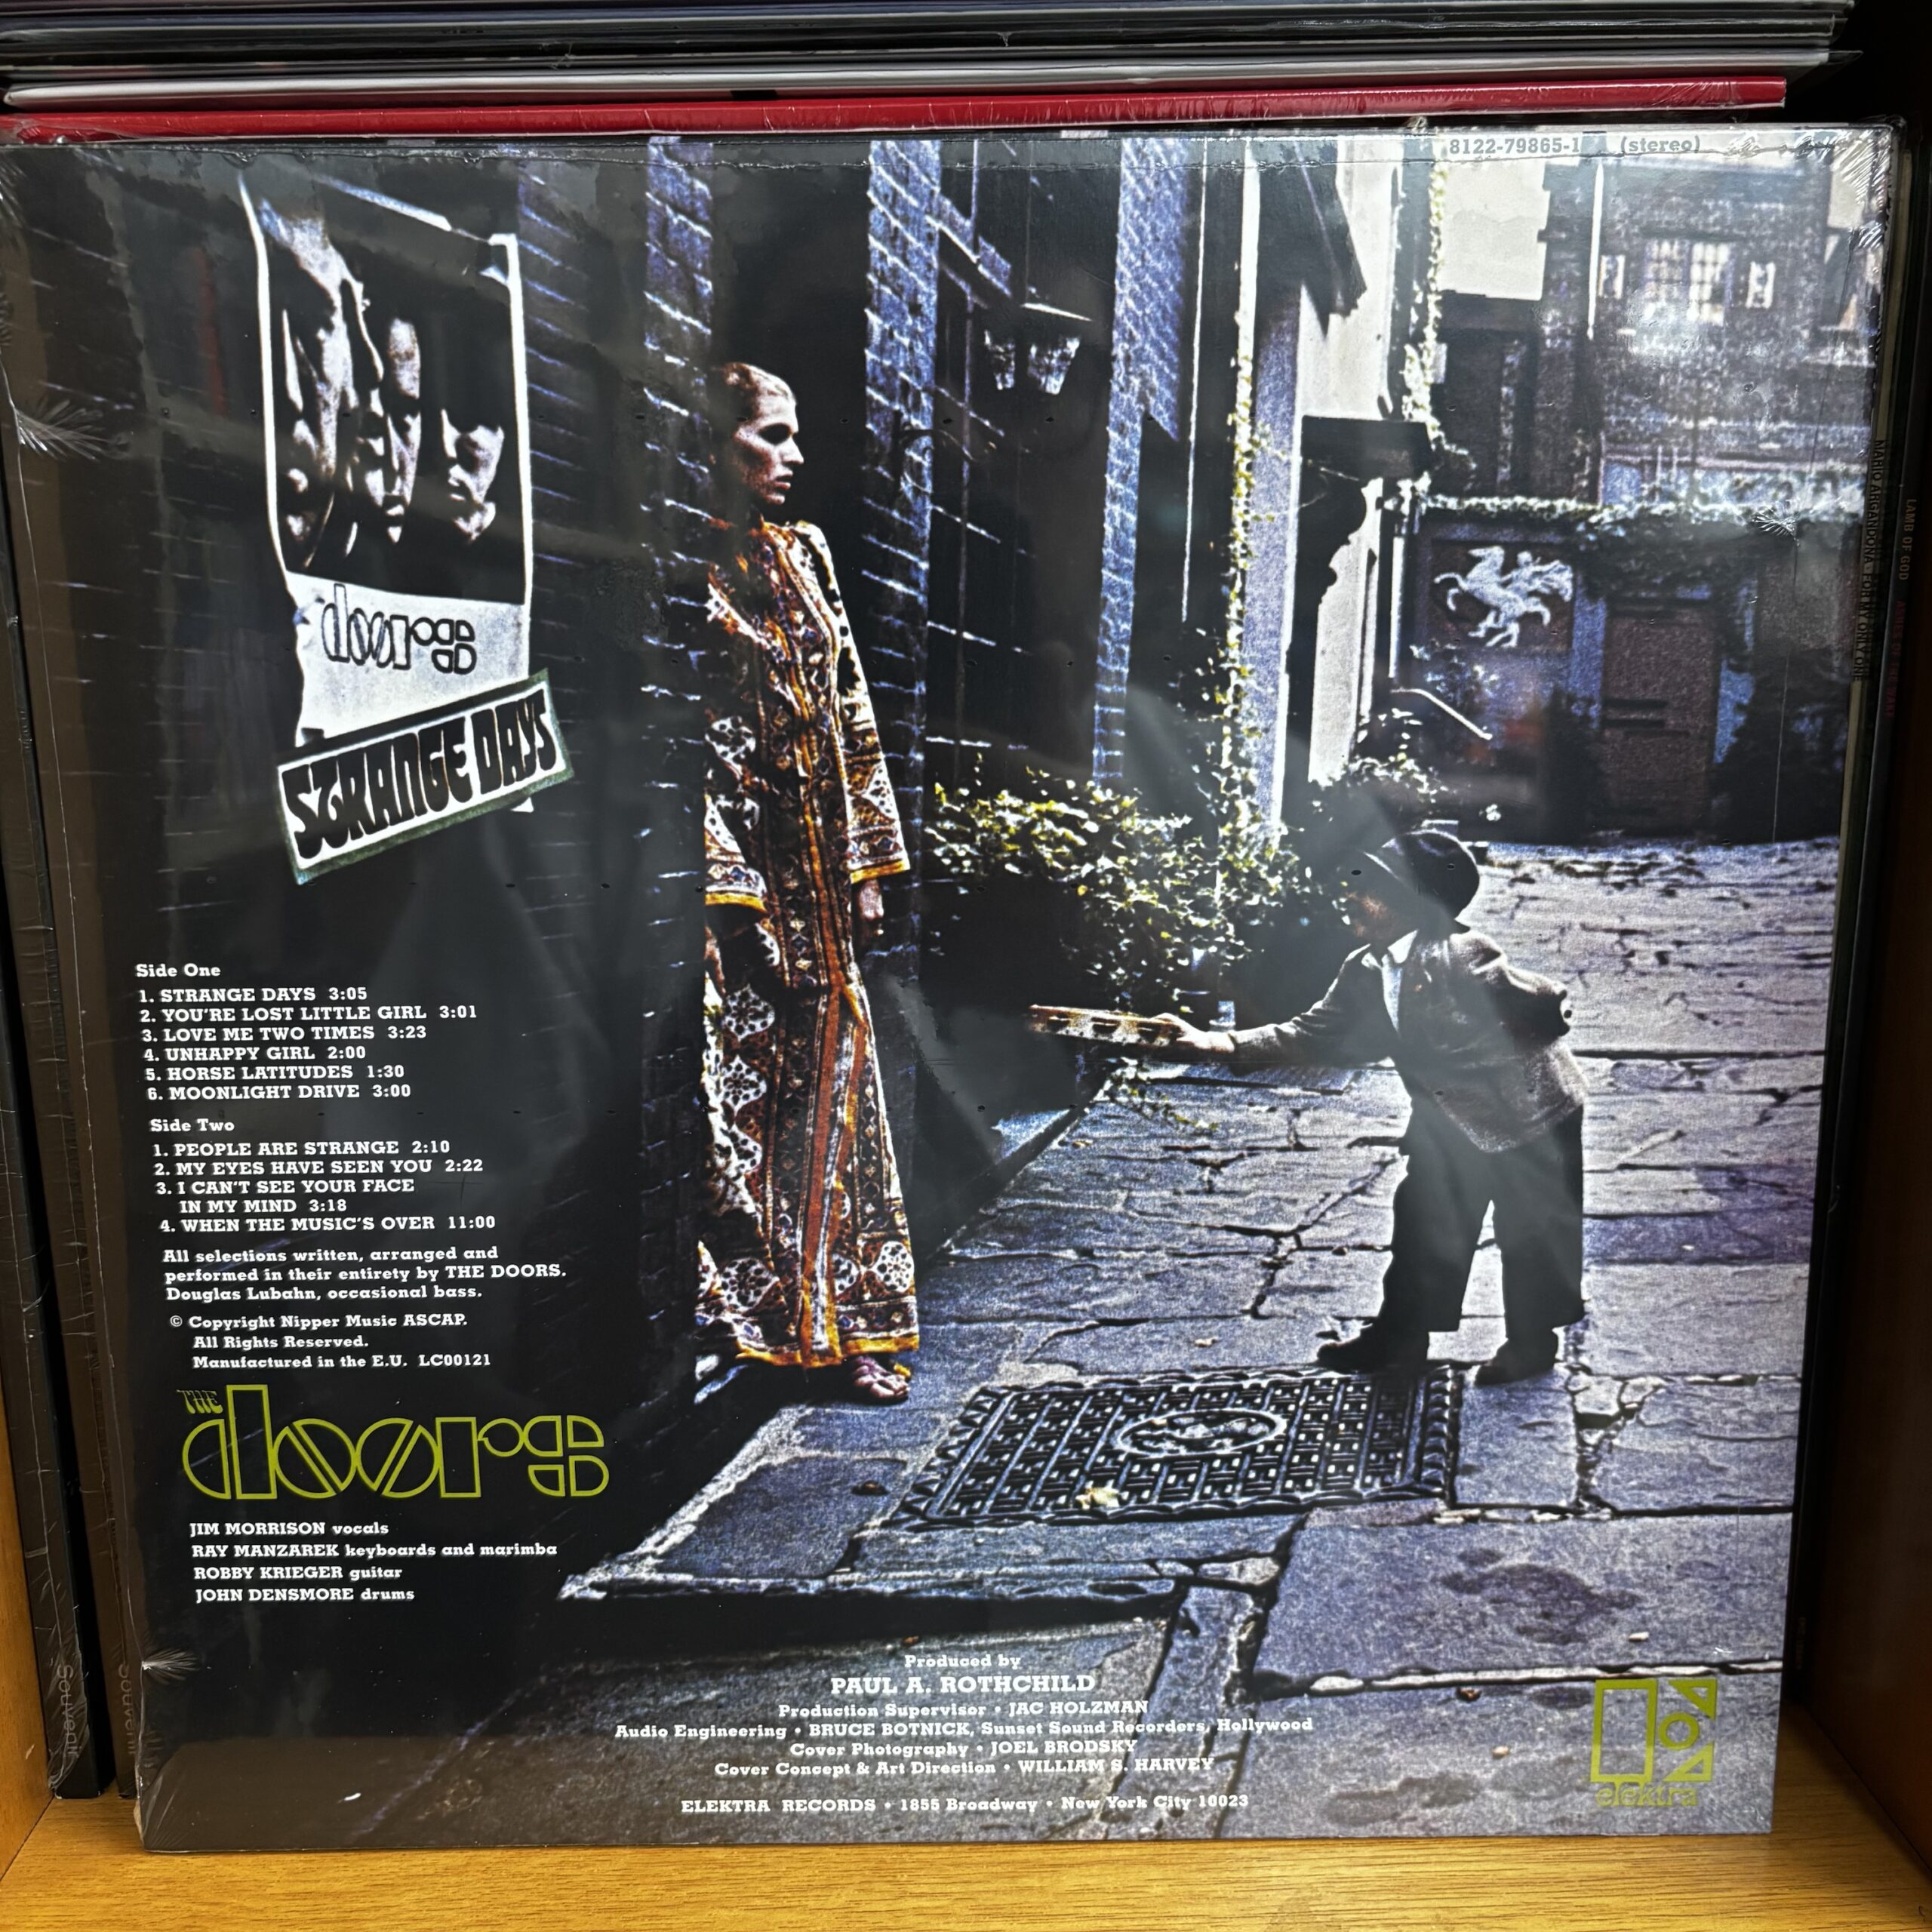 8122-79865-1 (stereo)
doors
STRANGE DAYS
Side One
1. STRANGE DAYS 3:05
2. YOU'RE LOST LITTLE GIRL 3:01
3. LOVE ME TWO TIMES 3:23
4. UNHAPPY GIRL 2:00
5. HORSE LATITUDES 1:30
6. MOONLIGHT DRIVE 3:00
Side Two
1. PEOPLE ARE STRANGE 2:10
2. MY EYES HAVE SEEN YOU 2:22
3. I CAN'T SEE YOUR FACE
IN MY MIND 3:18
4. WHEN THE MUSIC'S OVER 11:00
All selections written, arranged and
performed in their entirety by THE DOORS.
Douglas Lubahn, occasional bass.
© Copyright Nipper Music ASCAP.
All Rights Reserved.
Manufactured in the E.U. LC00121
THE
doors
JIM MORRISON vocals
RAY MANZAREK keyboards and marimba
ROBBY KRIEGER guitar
JOHN DENSMORE drums
Produced by
PAUL A. ROTHCHILD
Production Supervisor • JAC HOLZMAN
Audio Engineering • BRUCE BOTNICK, Sunset Sound Recorders, Hollywood
Cover Photography • JOEL BRODSKY
Cover Concept & Art Direction • WILLIAM S. HARVEY
ELEKTRA RECORDS • 1855 Broadway • New York City 10023
elektra
LAMB OF GOD
Souvenir